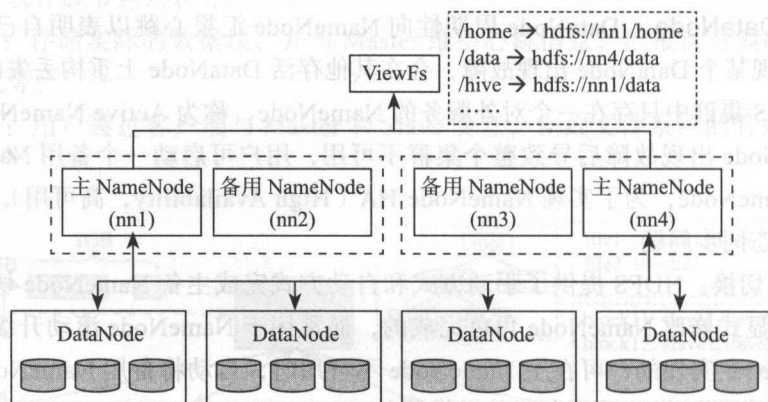 /home → hdfs://nn1/home
/data → hdfs://nn4/data
/hive → hdfs://nn1/data
ViewFs
主 NameNode
(nn1)
备用 NameNode
(nn2)
备用 NameNode
(nn3)
主 NameNode
(nn4)
DataNode
DataNode
DataNode
DataNode